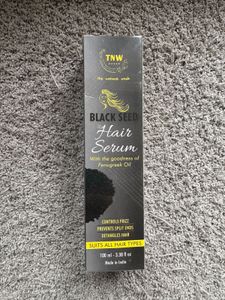 TNW
the natural wash
BLACK SEED
Hair
Serum
With the goodness of
Fenugreek Oil
CONTROLS FRIZZ
PREVENTS SPLIT ENDS
DETANGLES HAIR
SUITS ALL HAIR TYPES
100 ml - 3.38 fl oz
Made in India